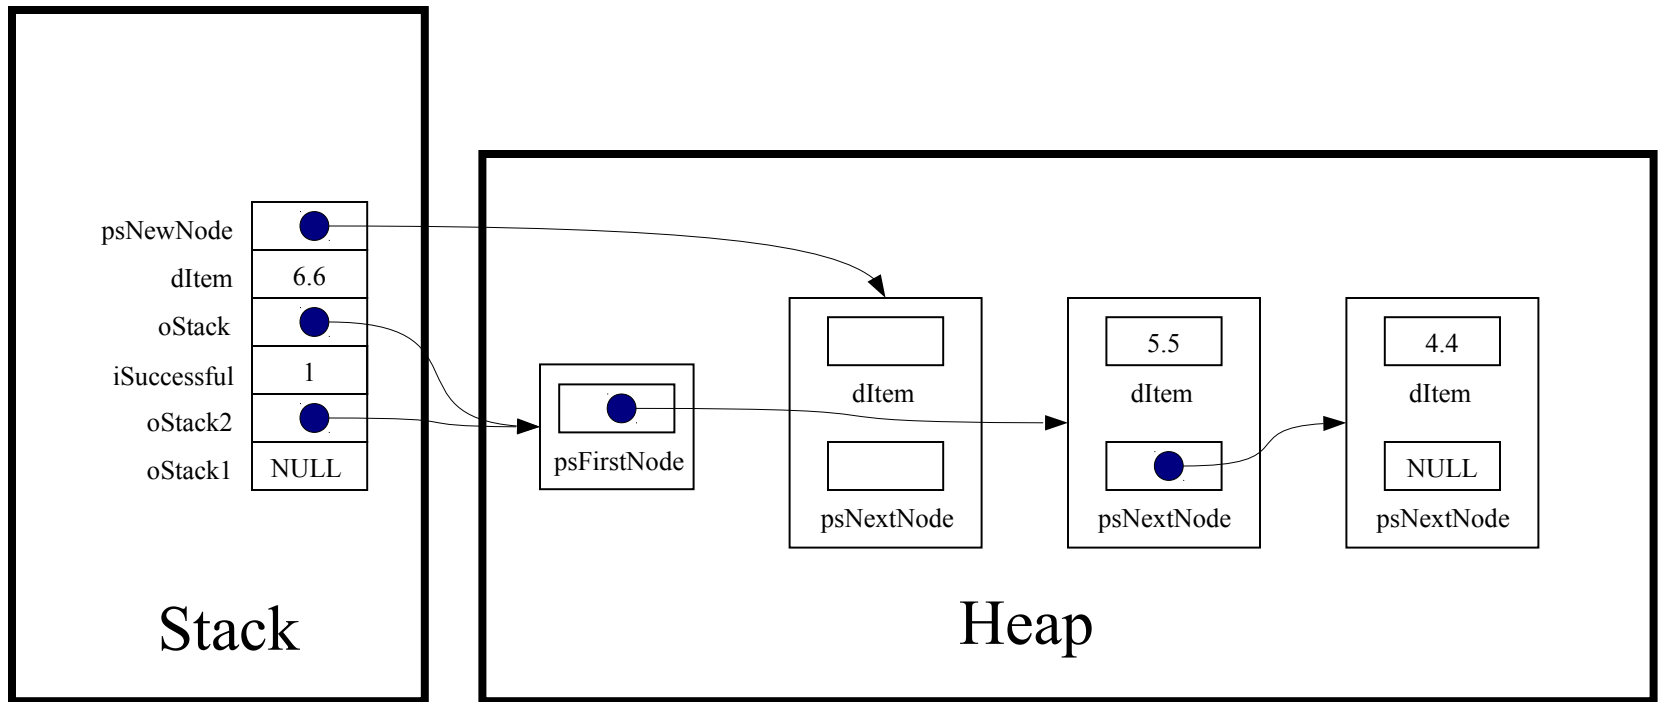 psNewNode
dItem 6.6
oStack
iSuccessful 1
oStack2
oStack1 NULL
Stack
psFirstNode
dItem
psNextNode
5.5
dItem
psNextNode
4.4
dItem
NULL
psNextNode
Heap